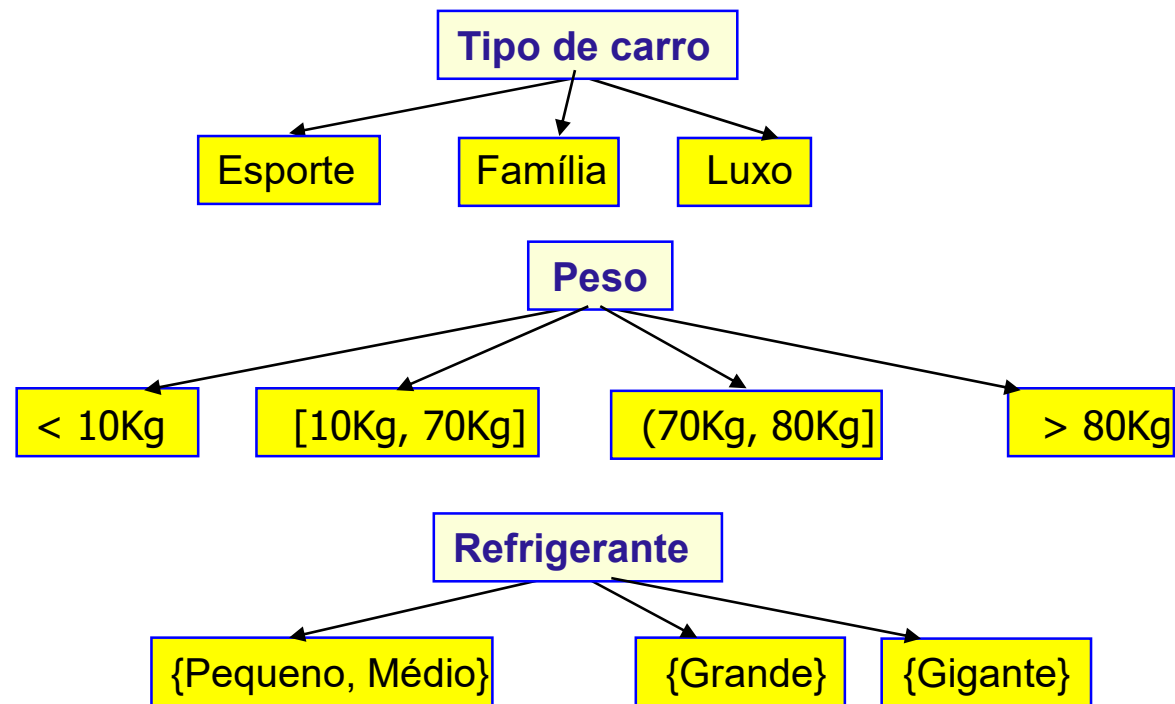 Tipo de carro
Esporte
Família
Luxo
Peso
< 10Kg
[10Kg, 70Kg]
(70Kg, 80Kg]
> 80Kg
Refrigerante
{Pequeno, Médio}
{Grande}
{Gigante}